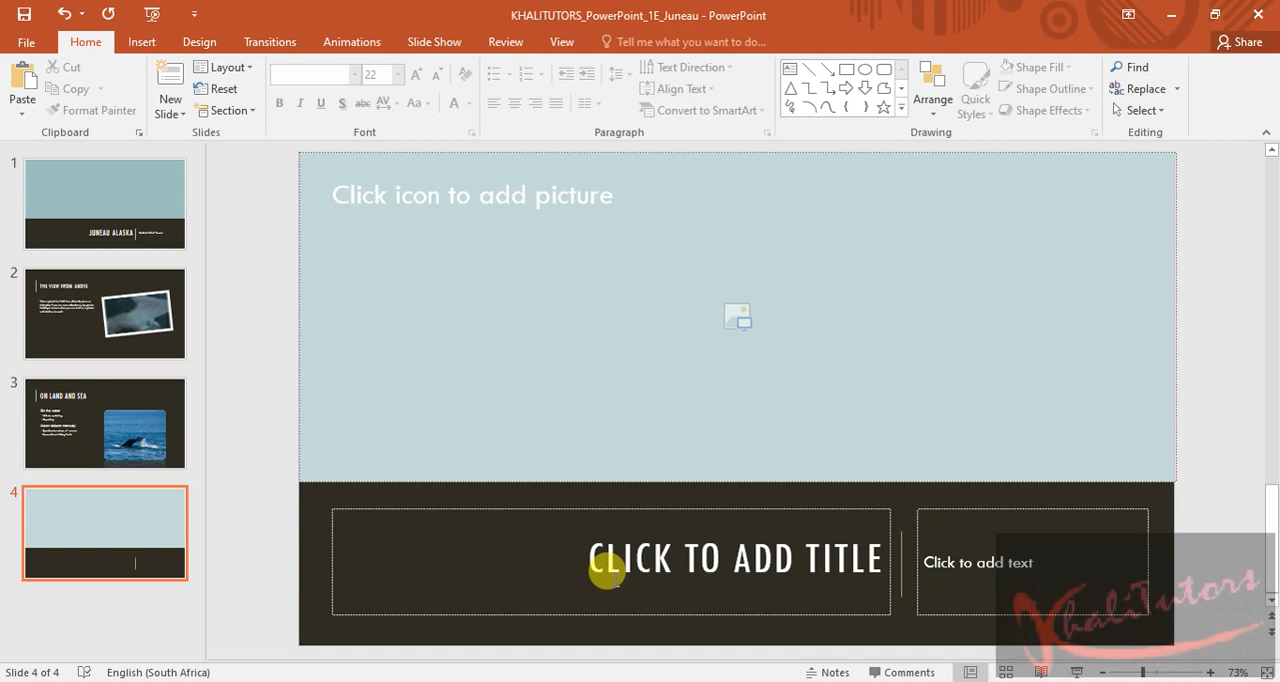 KHALITUTORS_PowerPoint_1E_Juneau - PowerPoint
File Home Insert Design Transitions Animations Slide Show Review View Tell me what you want to do... Share
Paste
Cut
Copy
Format Painter
Clipboard
New Slide
Layout
Reset
Section
Slides
22
B I U S abc AV Aa A
Font
Text Direction
Align Text
Convert to SmartArt
Paragraph
Arrange
Quick Styles
Shape Fill
Shape Outline
Shape Effects
Drawing
Find
Replace
Select
Editing
1
JUNEAU ALASKA
2
THE VIEW FROM ABOVE
3
ON LAND AND SEA
4
Click icon to add picture
CLICK TO ADD TITLE
Click to add text
KhaliTutors
Slide 4 of 4 English (South Africa) Notes Comments 73%